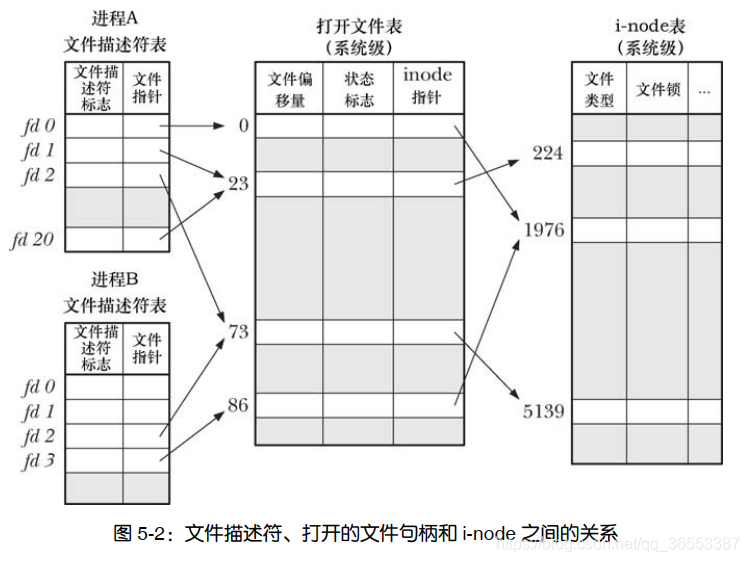 进程A
文件描述符表
文件描
述符
标志
文件
指针
fd 0
fd 1
fd 2
fd 20
进程B
文件描述符表
文件描
述符
标志
文件
指针
fd 0
fd 1
fd 2
fd 3
打开文件表
(系统级)
文件偏
移量
状态
标志
inode
指针
0
23
73
86
i-node表
(系统级)
文件
类型
文件锁
...
224
1976
5139
图 5-2：文件描述符、打开的文件句柄和 i-node 之间的关系
https://blog.csdn.net/qq_36553387